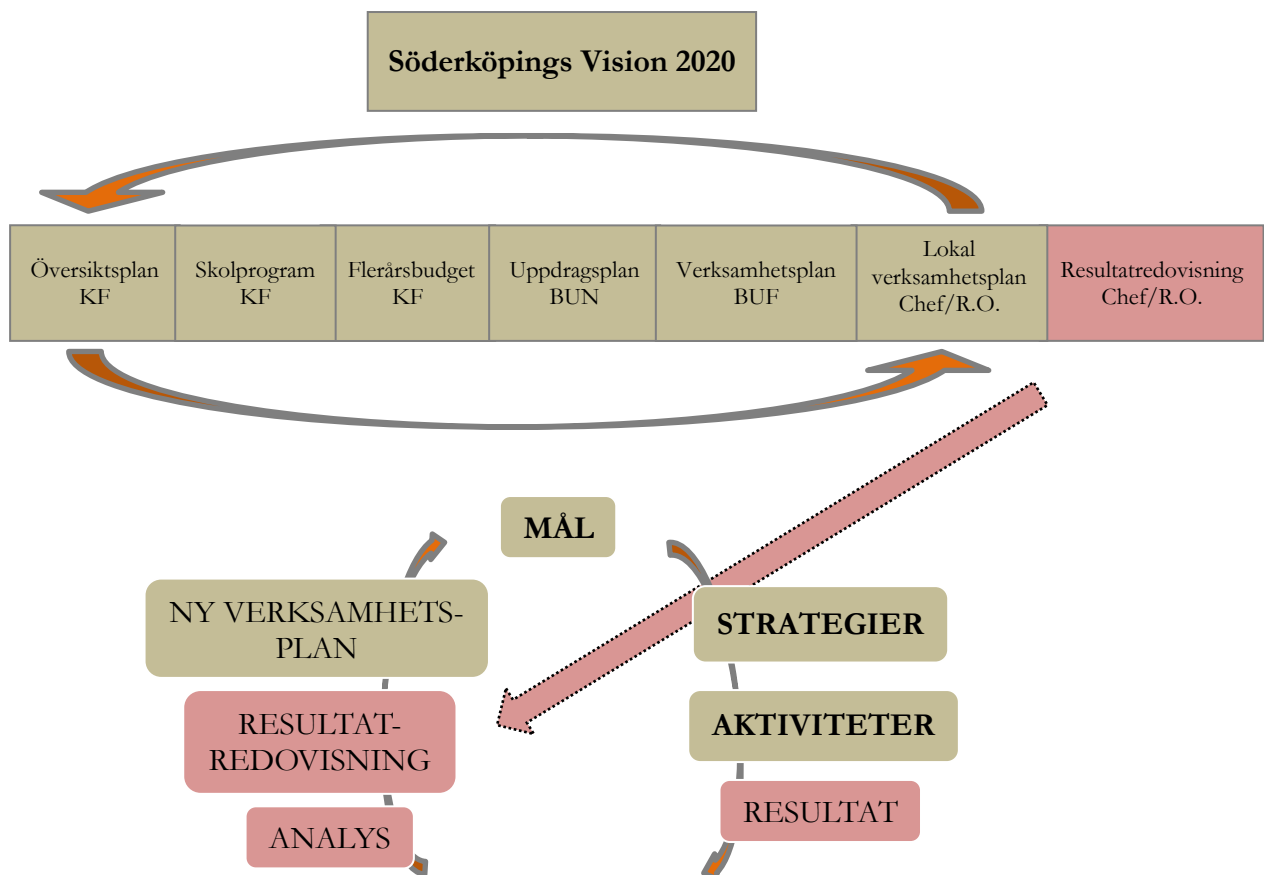 Söderköpings Vision 2020
Översiktsplan
KF
Skolprogram
KF
Flerårsbudget
KF
Uppdragsplan
BUN
Verksamhetsplan
BUF
Lokal
verksamhetsplan
Chef/R.O.
Resultatredovisning
Chef/R.O.
MÅL
NY VERKSAMHETS-
PLAN
STRATEGIER
RESULTAT-
REDOVISNING
AKTIVITETER
ANALYS
RESULTAT